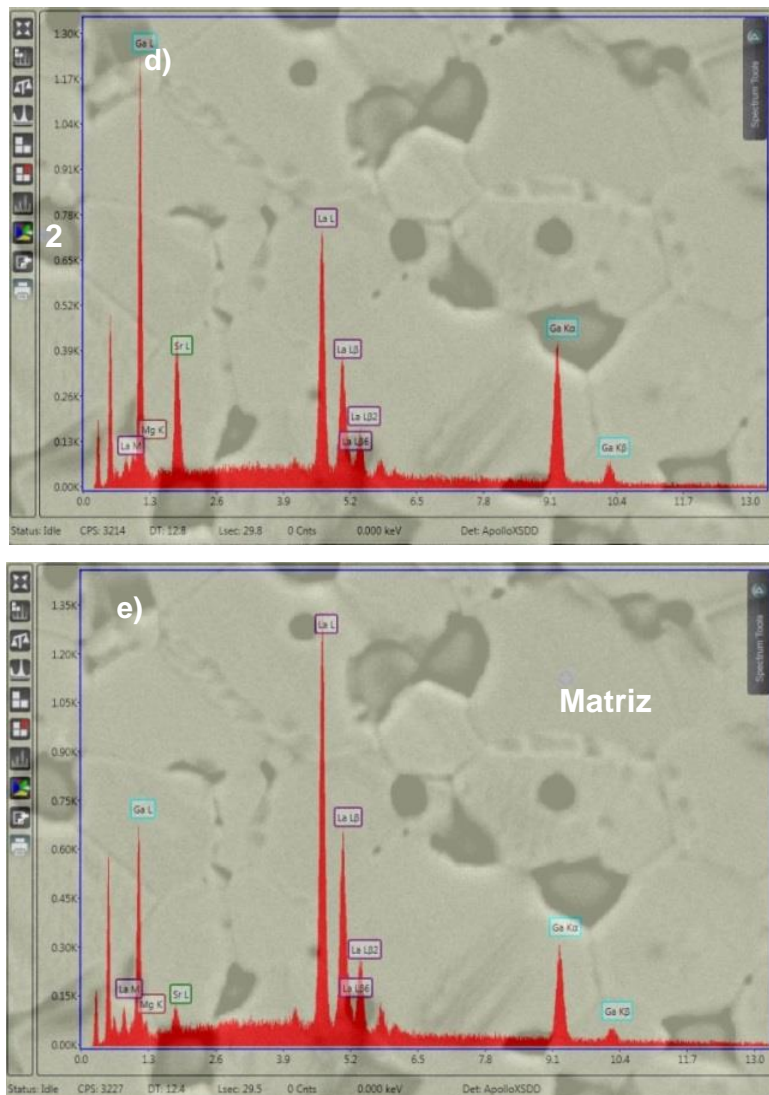 1.30K
Ga L
d)
1.17K
1.04K
0.91K
0.78K
La L
2
0.65K
0.52K
Sr L
La Lβ
Ga Kα
0.39K
0.26K
La Lβ2
Mg K
La M
La Lβ6
Ga Kβ
0.13K
0.00K
0.0 1.3 2.6 3.9 5.2 6.5 7.8 9.1 10.4 11.7 13.0
Status: Idle CPS: 3214 DT: 12.8 Lsec: 29.8 0 Cnts 0.000 keV Det: ApolloXSDD
Spectrum Tools
1.35K
e)
La L
1.20K
1.05K
Matriz
0.90K
0.75K
Ga L
La Lβ
0.60K
0.45K
Ga Kα
0.30K
La Lβ2
La M
Sr L
La Lβ6
Mg K
0.15K
Ga Kβ
0.00K
0.0 1.3 2.6 3.9 5.2 6.5 7.8 9.1 10.4 11.7 13.0
Status: Idle CPS: 3227 DT: 12.4 Lsec: 29.5 0 Cnts 0.000 keV Det: ApolloXSDD
Spectrum Tools